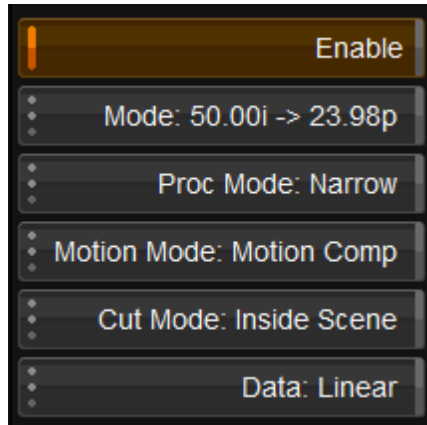 Enable
Mode: 50.00i -> 23.98p
Proc Mode: Narrow
Motion Mode: Motion Comp
Cut Mode: Inside Scene
Data: Linear